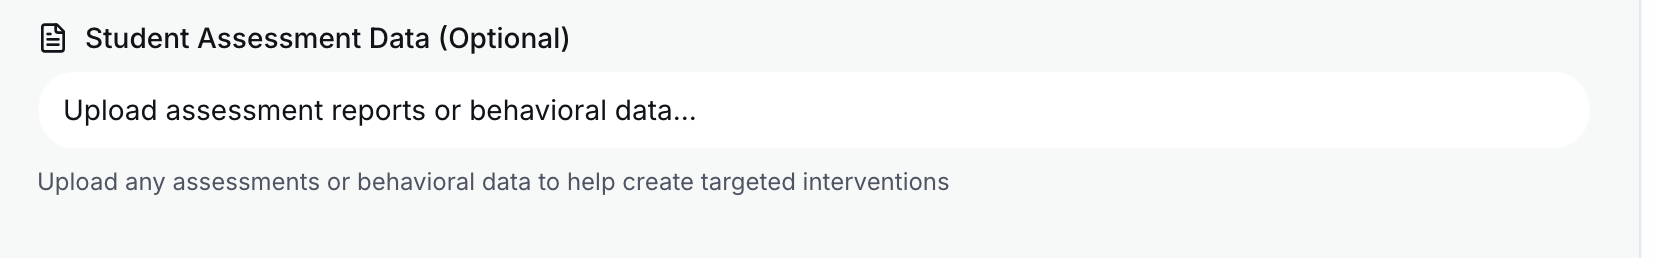 Student Assessment Data (Optional)
Upload assessment reports or behavioral data...
Upload any assessments or behavioral data to help create targeted interventions